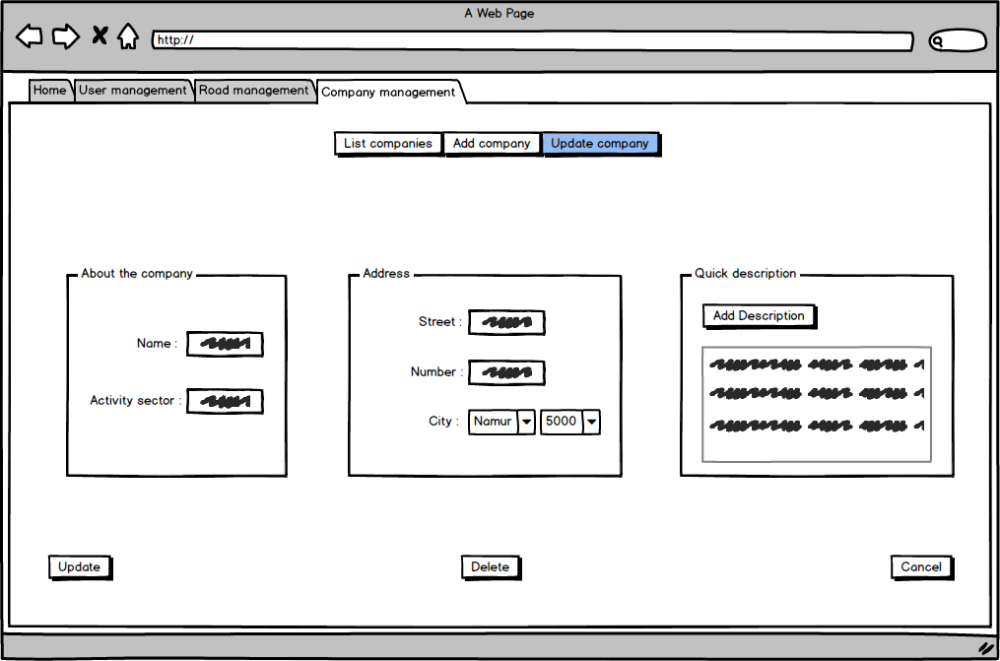 A Web Page
http://
Home User management Road management Company management
List companies Add company Update company
About the company
Name :
Activity sector :
Address
Street :
Number :
City : Namur 5000
Quick description
Add Description
Update Delete Cancel